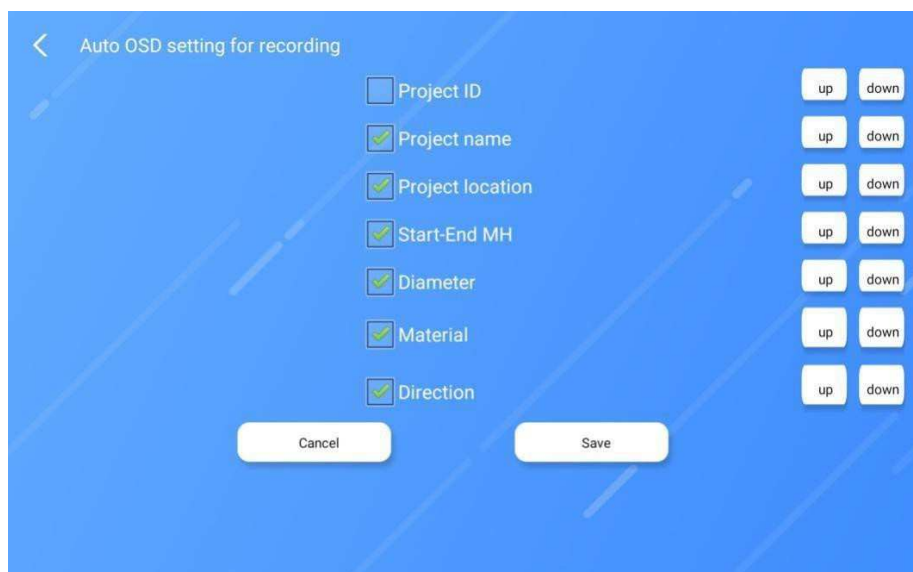 Auto OSD setting for recording
Project ID up down
Project name up down
Project location up down
Start-End MH up down
Diameter up down
Material up down
Direction up down
Cancel Save